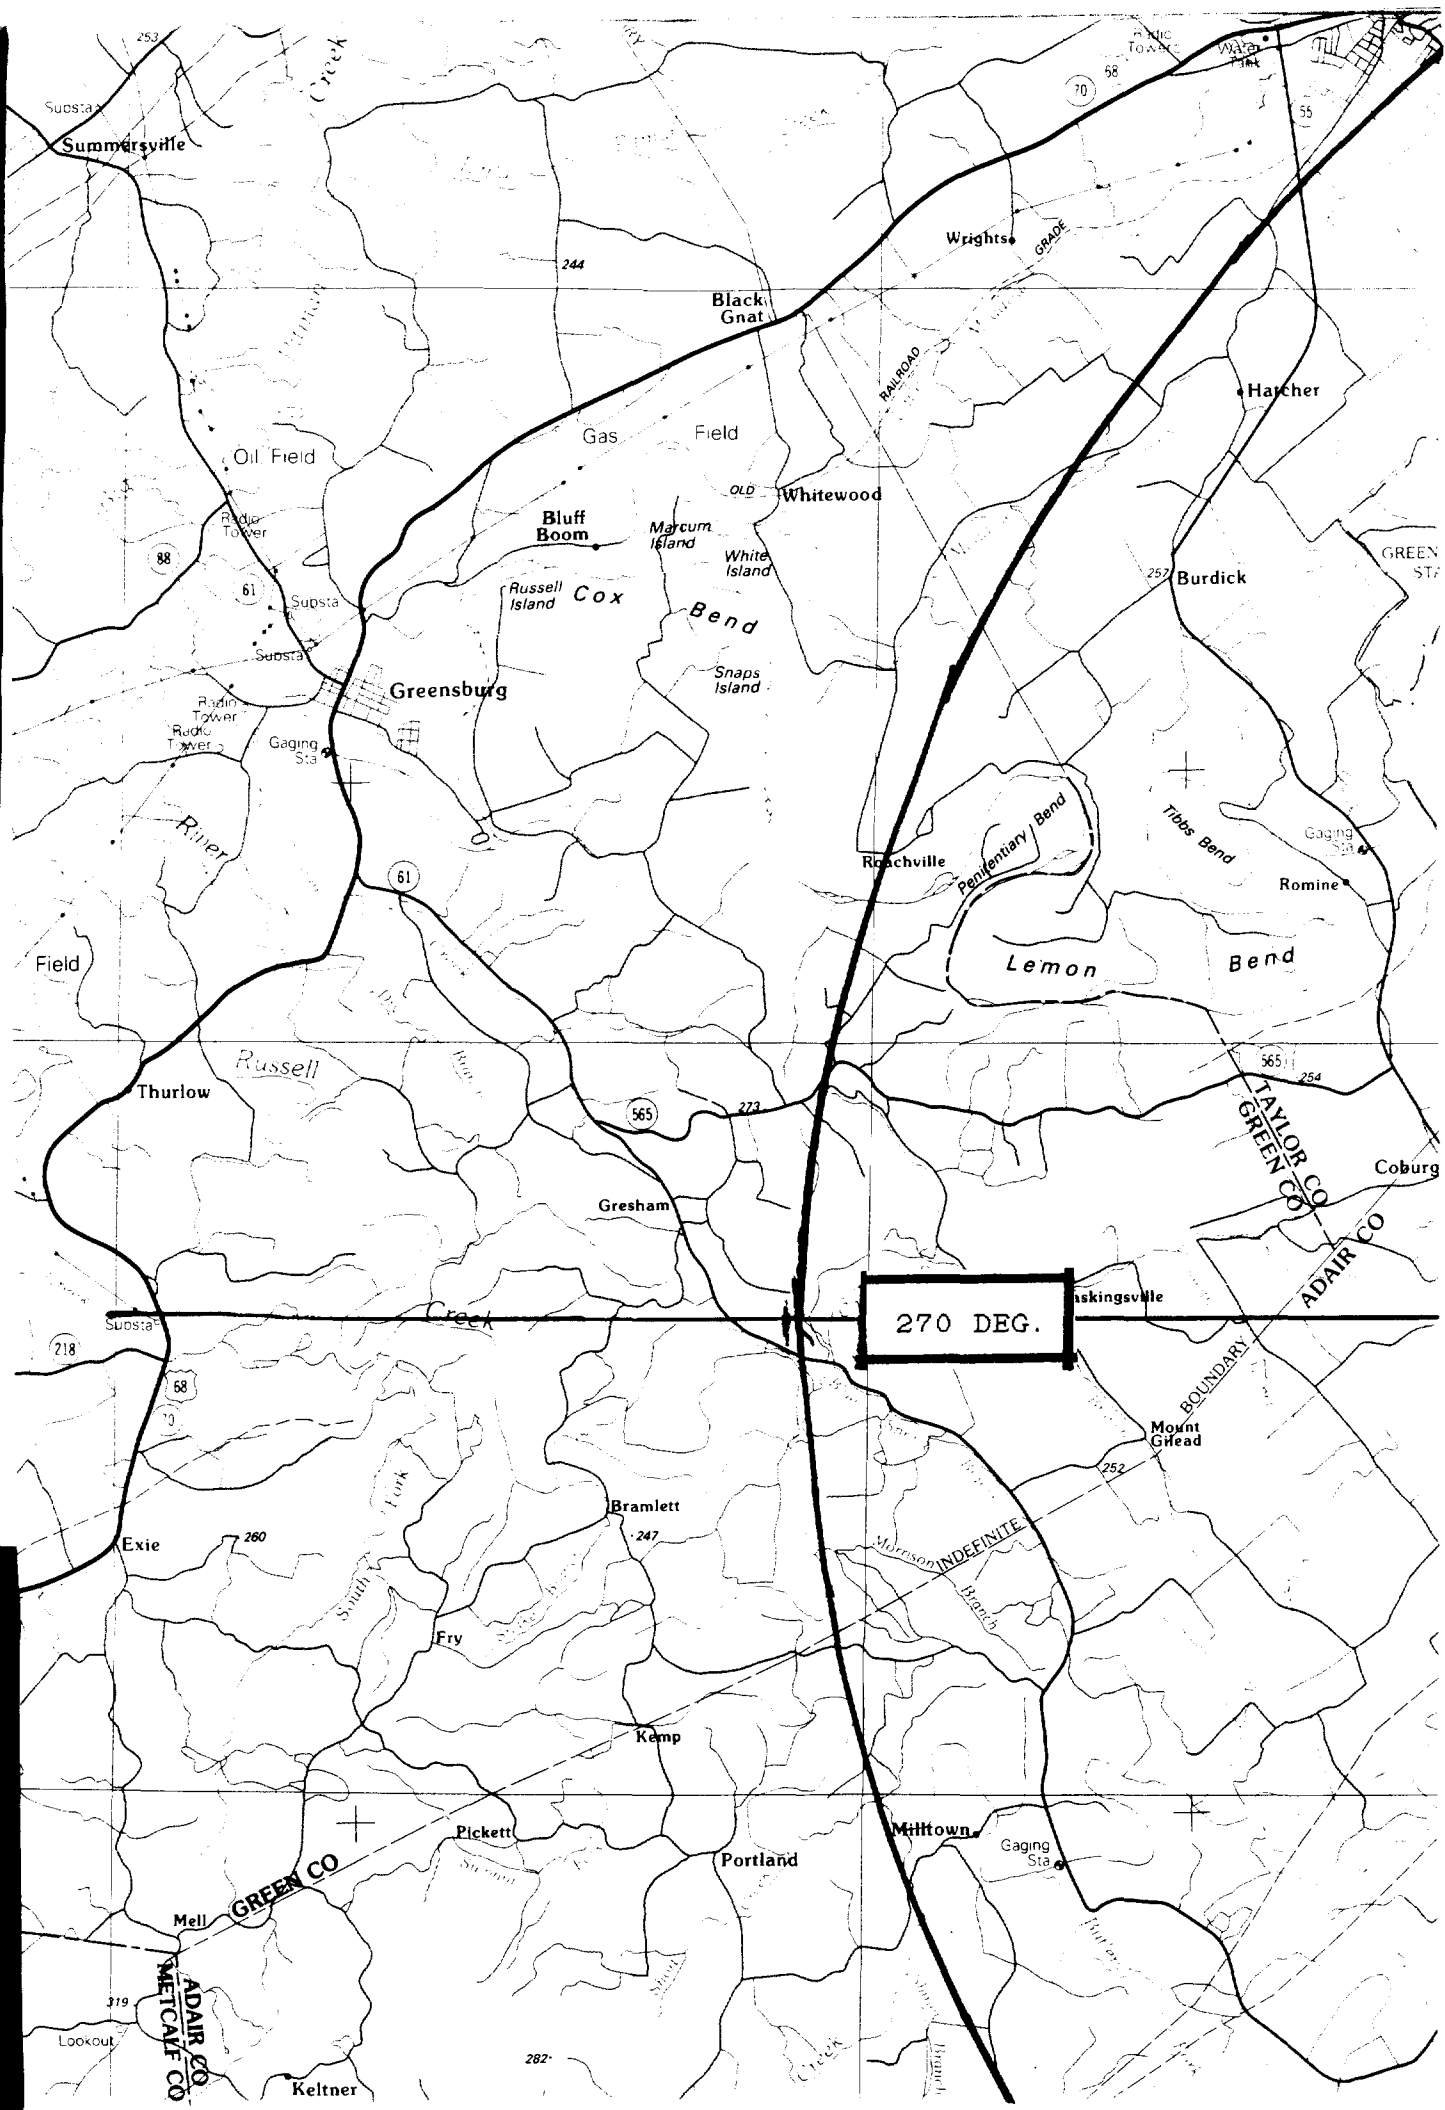 253
Creek
Radio
Tower
Water
Tank
68
70
55
Substa
Summersville
Wrights
GRADE
244
Black
Gnat
Pitman
RAILROAD
Hatcher
Gas Field
Oil Field
OLD
Whitewood
Radio
Tower
Bluff
Boom
Marcum
Island
White
Island
88
GREEN
61
Substa
Russell
Island
Cox
Bend
257
Burdick
Substa
Snaps
Island
Greensburg
Radio
Tower
Radio
Tower
Gaging
Sta
River
Penitentiary Bend
Tibbs Bend
Gaging
Sta
Roachville
61
Romine
Field
Lemon
Bend
Russell
Run
565
254
Thurlow
565
273
TAYLOR CO
GREEN CO
Coburg
Gresham
ADAIR CO
Creek
270 DEG.
askingsville
Substa
218
68
70
BOUNDARY
Mount
Gilead
252
Fork
Bramlett
247
Exie
260
Morrison
INDEFINITE
Branch
South
Fry
Kemp
Pickett
Milltown
Gaging
Sta
Portland
GREEN CO
Mell
ADAIR CO
METCALF CO
319
Lookout
282
Creek
Branch
Keltner